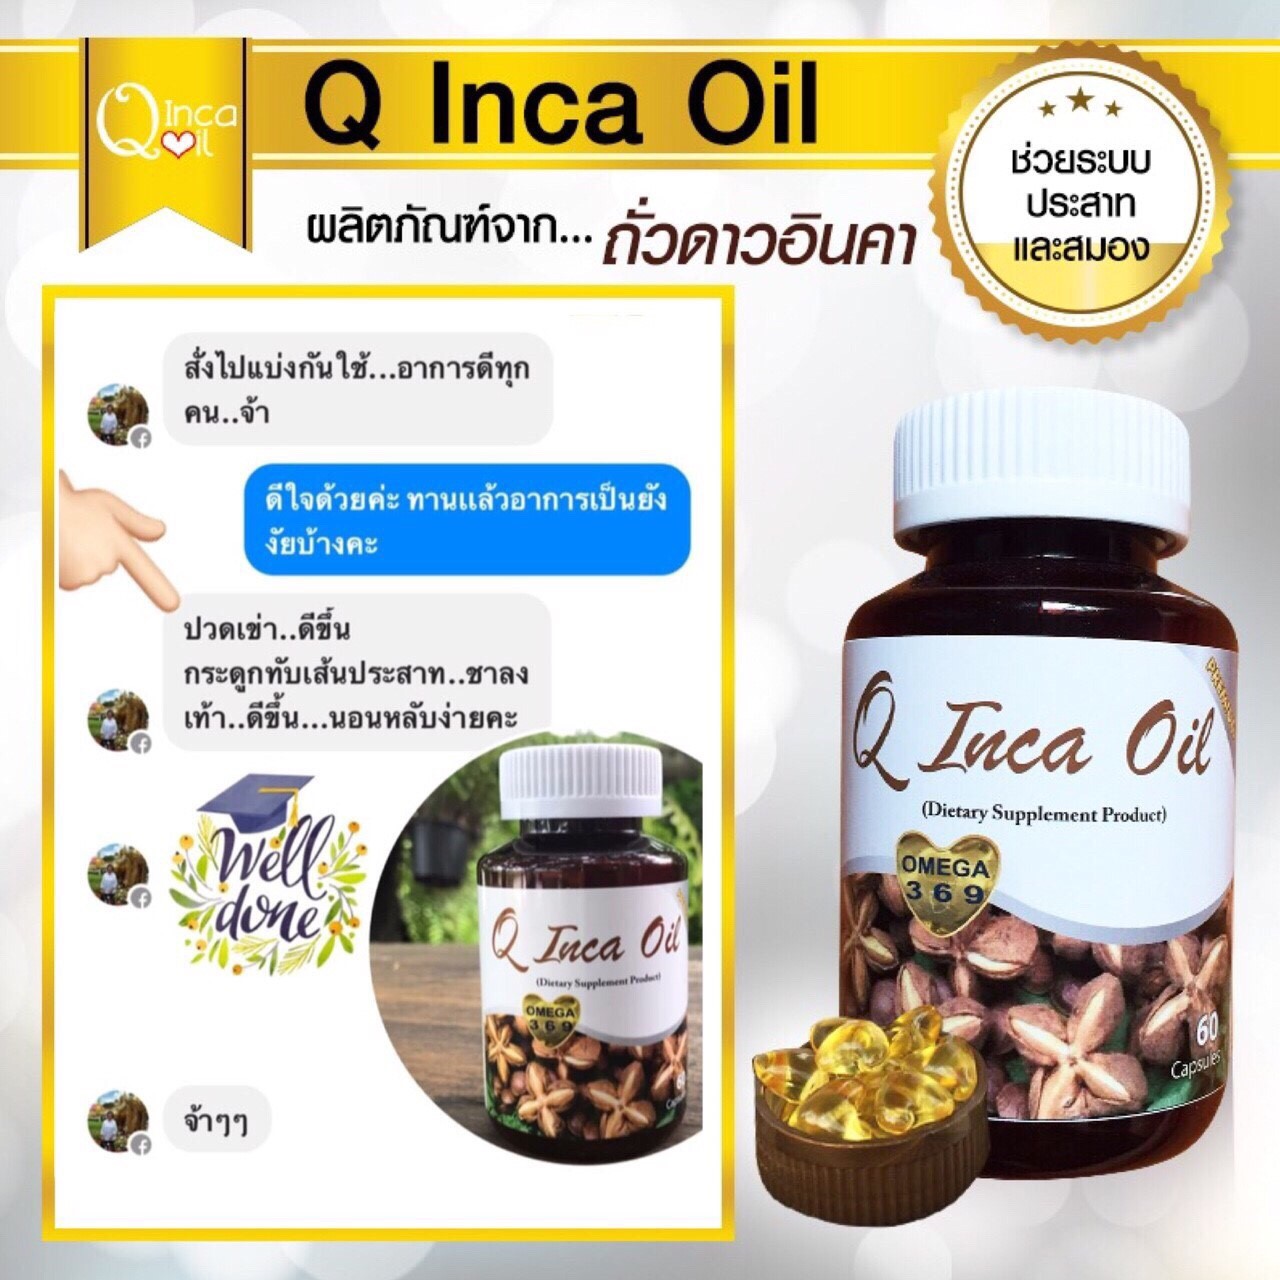 Q Inca Oil
Inca
Oil
ผลิตภัณฑ์จาก... ถั่วดาวอินคา
ช่วยระบบ
ประสาท
และสมอง
สั่งไปแบ่งกันใช้...อาการดีทุก
คน..จ้า
ดีใจด้วยค่ะ ทานแล้วอาการเป็นยัง
งัยบ้างคะ
ปวดเข่า..ดีขึ้น
กระดูกทับเส้นประสาท..ชาลง
เท้า..ดีขึ้น...นอนหลับง่ายคะ
Well
done
จ้าๆๆ
Q Inca Oil
(Dietary Supplement Product)
OMEGA
3 6 9
PREMIUM
Q Inca Oil
(Dietary Supplement Product)
OMEGA
3 6 9
60
Capsules